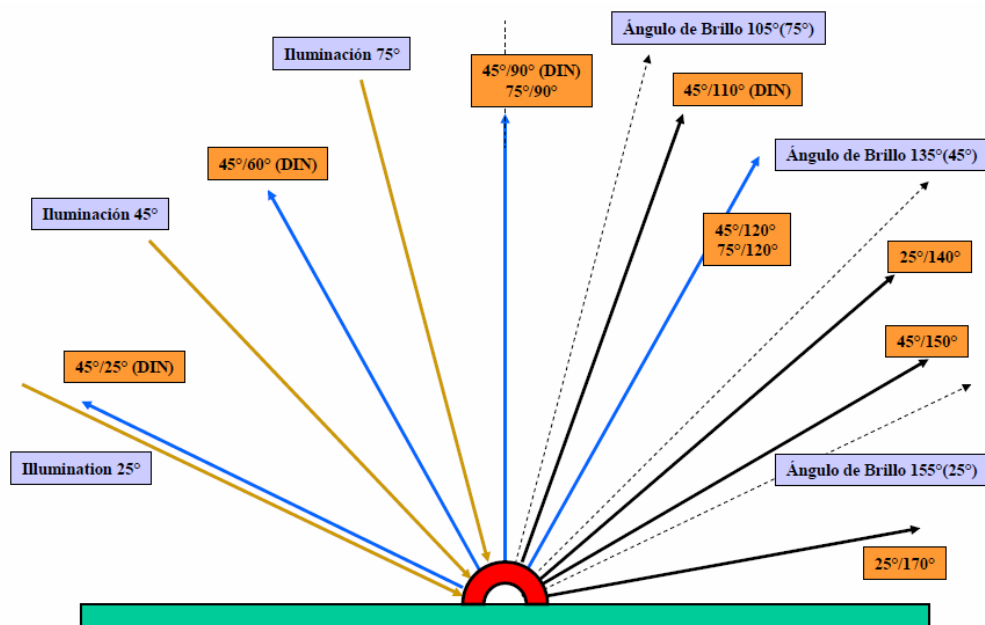 Ángulo de Brillo 105°(75°)
Iluminación 75°
45°/90° (DIN)
75°/90°
45°/110° (DIN)
45°/60° (DIN)
Ángulo de Brillo 135°(45°)
Iluminación 45°
45°/120°
75°/120°
25°/140°
45°/150°
45°/25° (DIN)
Illumination 25°
Ángulo de Brillo 155°(25°)
25°/170°